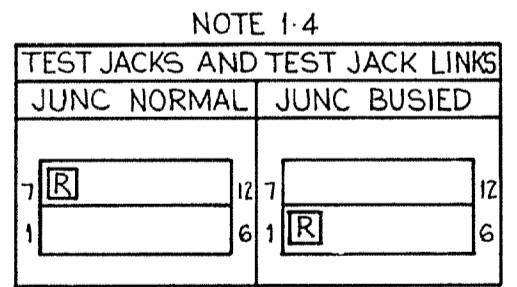 NOTE 1·4
TEST JACKS AND TEST JACK LINKS
JUNC NORMAL JUNC BUSIED
7 R 12 7 12
1 6 1 R 6